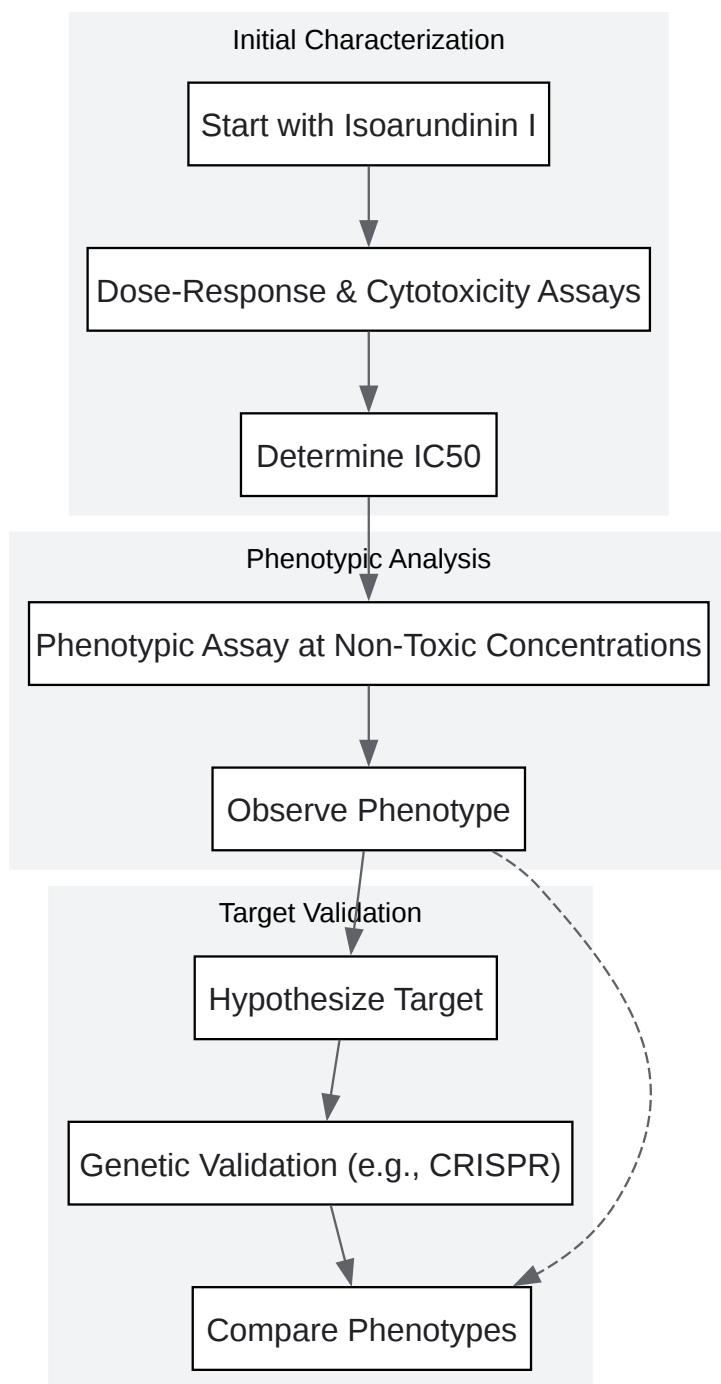 Initial Characterization
Start with Isoarundinin I
Dose-Response & Cytotoxicity Assays
Determine IC50
Phenotypic Analysis
Phenotypic Assay at Non-Toxic Concentrations
Observe Phenotype
Target Validation
Hypothesize Target
Genetic Validation (e.g., CRISPR)
Compare Phenotypes